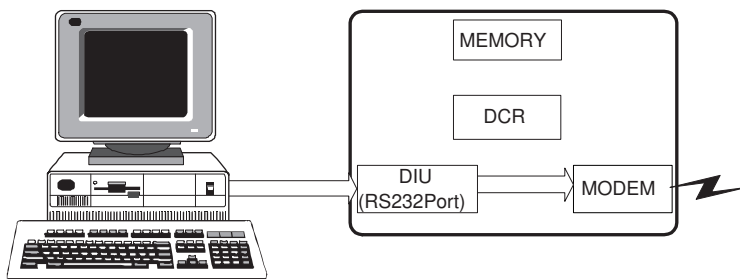 MEMORY
DCR
DIU
(RS232Port)
MODEM